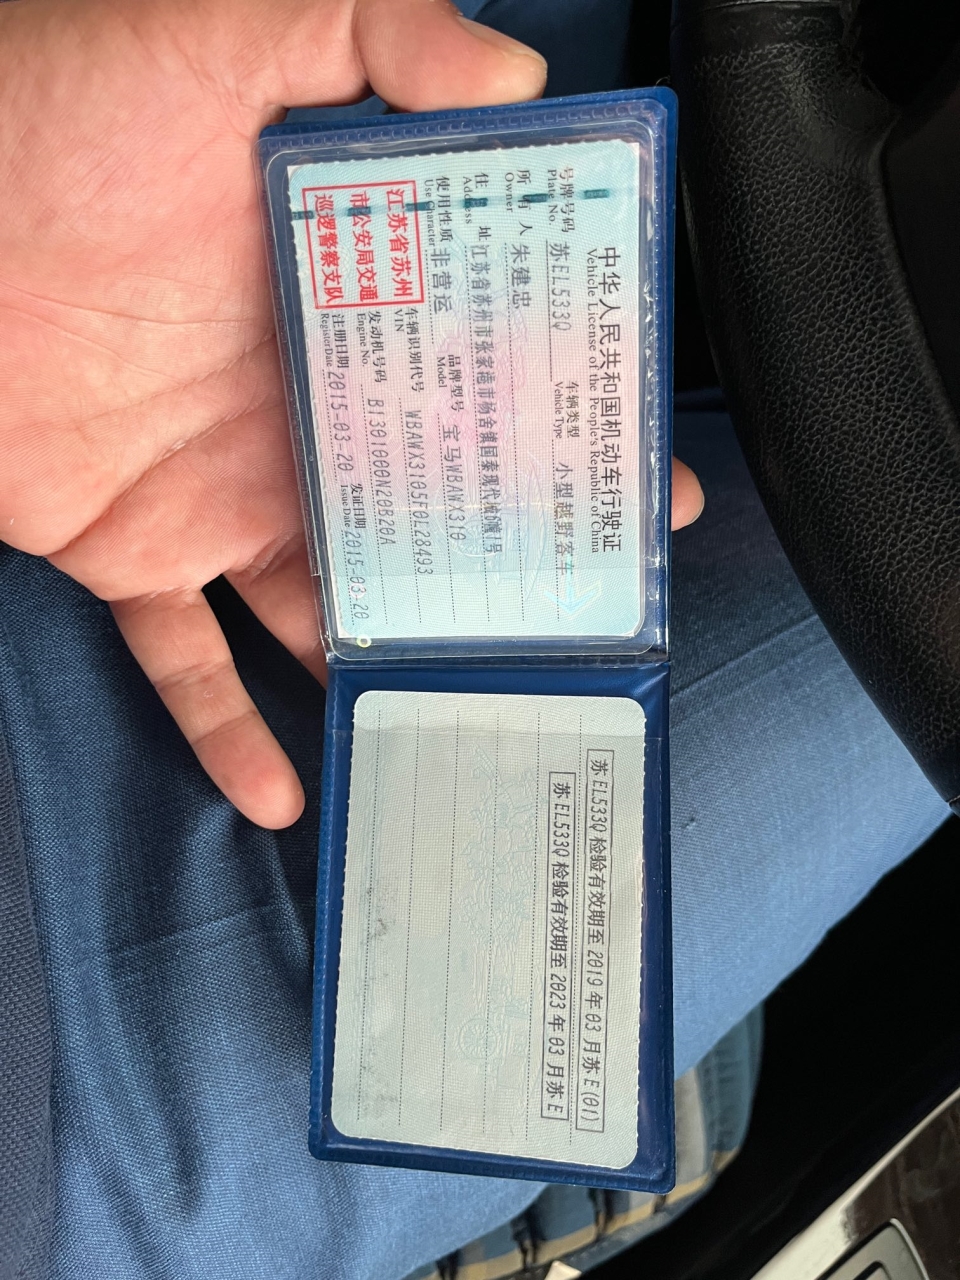 中华人民共和国机动车行驶证
Vehicle License of the People's Republic of China
号牌号码 苏EL533Q 车辆类型 小型越野客车
Plate No. Vehicle Type
所有人 朱建忠
Owner
住址 江苏省苏州市张家港市杨舍镇国泰现代城
Address
使用性质 非营运 品牌型号 宝马WBAWX310
Use Character Model
江苏省苏州
市公安局交通
巡逻警察支队
车辆识别代号 WBAWX3105F0L28493
VIN
发动机号码 B1301000N20B20A
Engine No.
注册日期 2015-03-20 发证日期 2015-03-20
Register Date Issue Date
苏EL533Q检验有效期至2019年03月苏E(01)
苏EL533Q检验有效期至2023年03月苏E